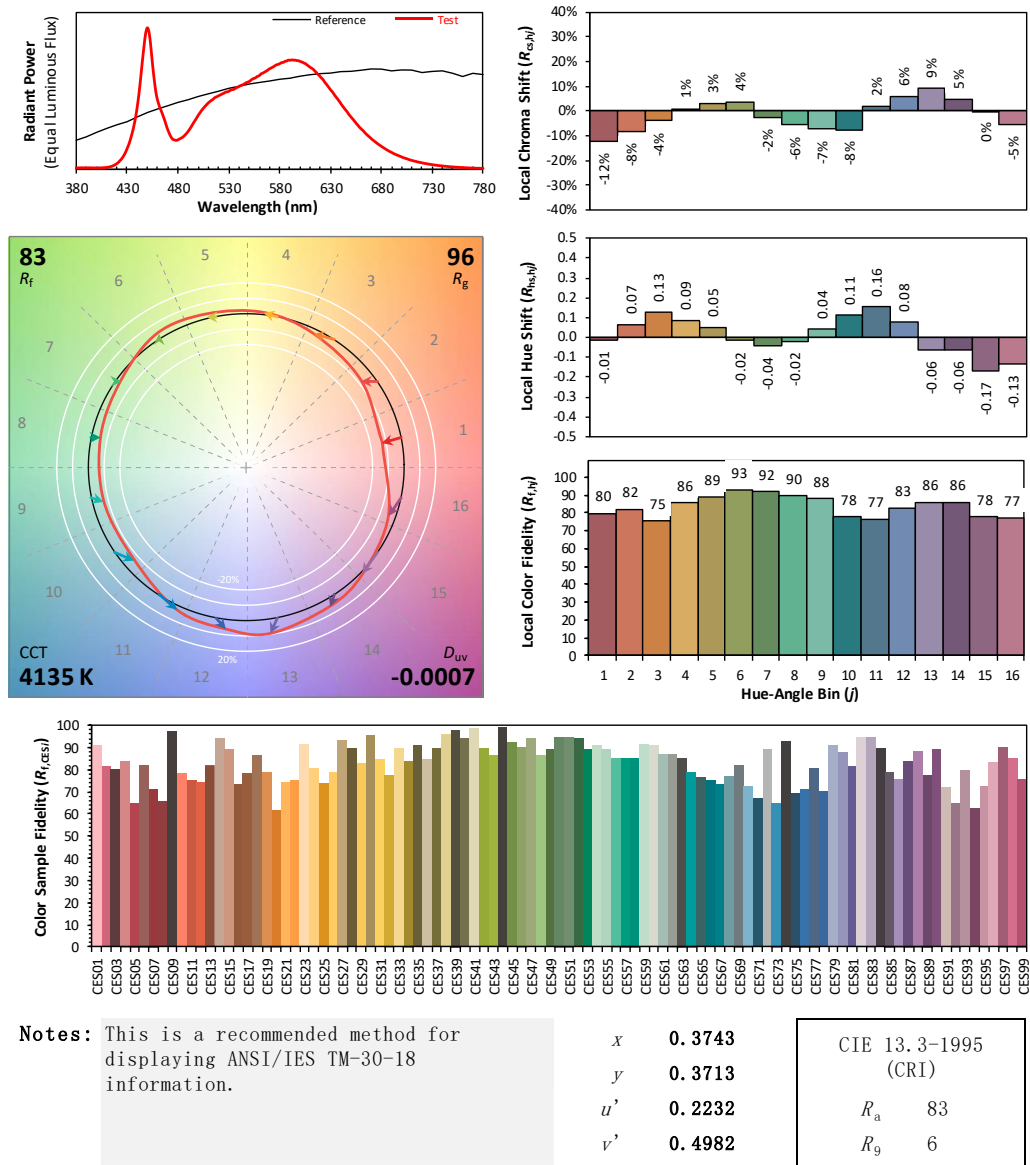 Reference Test
Radiant Power
(Equal Luminous Flux)
380 430 480 530 580 630 680 730 780
Wavelength (nm)
Local Chroma Shift (Rcs,hj)
40%
30%
20%
10%
0%
-10%
-20%
-30%
-40%
-12% -8% -4% 1% 3% 4% -2% -6% -7% -8% 2% 6% 9% 5% 0% -5%
83
Rf
96
Rg
5 4
6 3
7 2
8 1
9 16
10 15
11 14
12 13
-20%
20%
CCT
4135 K
Duv
-0.0007
Local Hue Shift (Rhs,hj)
0.5
0.4
0.3
0.2
0.1
0.0
-0.1
-0.2
-0.3
-0.4
-0.5
-0.01 0.07 0.13 0.09 0.05 -0.02 -0.04 -0.02 0.04 0.11 0.16 0.08 -0.06 -0.06 -0.17 -0.13
Local Color Fidelity (Rf,hj)
100
90
80
70
60
50
40
30
20
10
0
80 82 75 86 89 93 92 90 88 78 77 83 86 86 78 77
1 2 3 4 5 6 7 8 9 10 11 12 13 14 15 16
Hue-Angle Bin (j)
Color Sample Fidelity (Rf,CESi)
100
90
80
70
60
50
40
30
20
10
0
CES01 CES03 CES05 CES07 CES09 CES11 CES13 CES15 CES17 CES19 CES21 CES23 CES25 CES27 CES29 CES31 CES33 CES35 CES37 CES39 CES41 CES43 CES45 CES47 CES49 CES51 CES53 CES55 CES57 CES59 CES61 CES63 CES65 CES67 CES69 CES71 CES73 CES75 CES77 CES79 CES81 CES83 CES85 CES87 CES89 CES91 CES93 CES95 CES97 CES99
Notes: This is a recommended method for
displaying ANSI/IES TM-30-18
information.
x 0.3743
y 0.3713
u' 0.2232
v' 0.4982
CIE 13.3-1995
(CRI)
Ra 83
R9 6